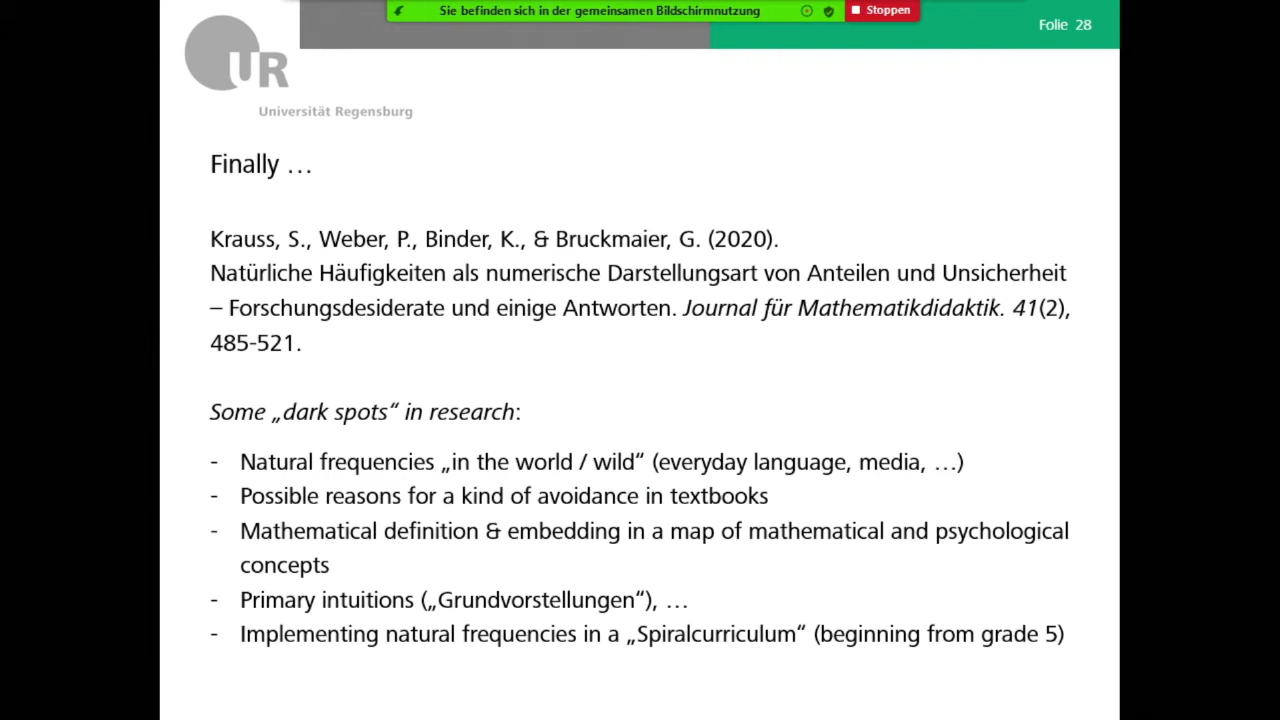 Sie befinden sich in der gemeinsamen Bildschirmnutzung
Stoppen
Folie 28
UR
Universität Regensburg
Finally …
Krauss, S., Weber, P., Binder, K., & Bruckmaier, G. (2020).
Natürliche Häufigkeiten als numerische Darstellungsart von Anteilen und Unsicherheit
– Forschungsdesiderate und einige Antworten. Journal für Mathematikdidaktik. 41(2),
485-521.
Some „dark spots“ in research:
- Natural frequencies „in the world / wild“ (everyday language, media, …)
- Possible reasons for a kind of avoidance in textbooks
- Mathematical definition & embedding in a map of mathematical and psychological
concepts
- Primary intuitions („Grundvorstellungen“), …
- Implementing natural frequencies in a „Spiralcurriculum“ (beginning from grade 5)